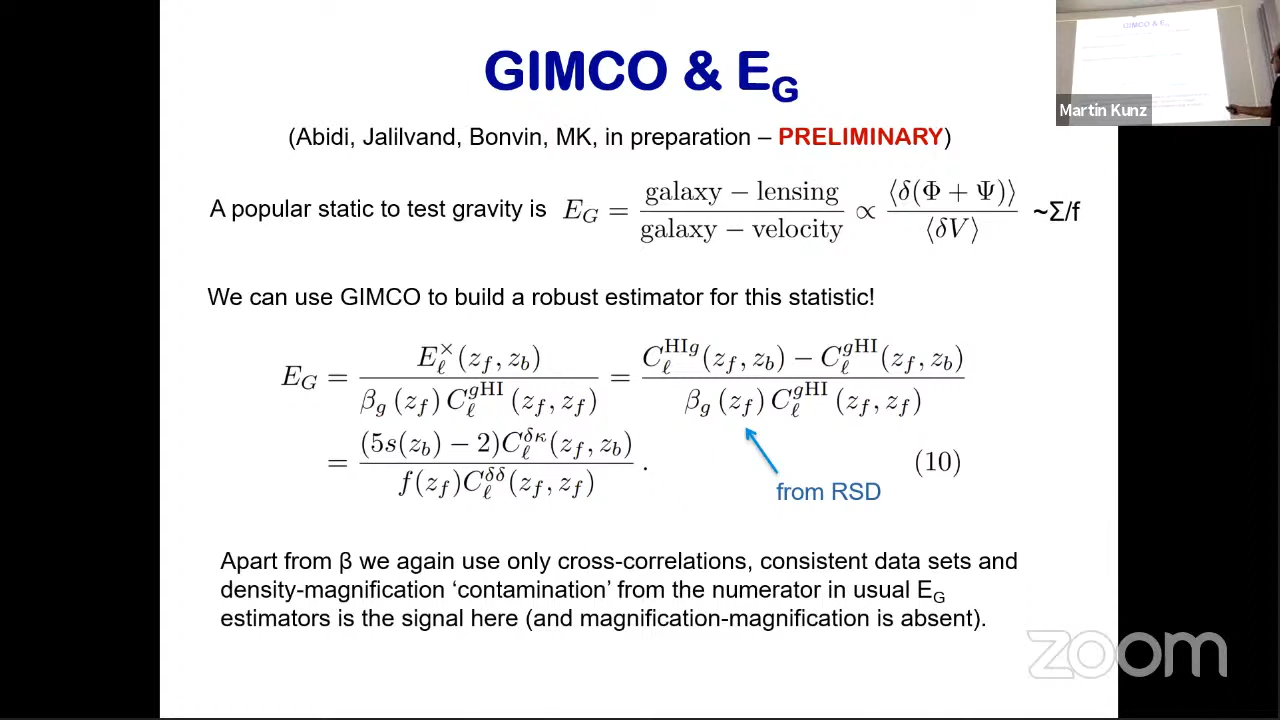 GIMCO & E_G
(Abidi, Jalilvand, Bonvin, MK, in preparation – PRELIMINARY)
A popular static to test gravity is E_G = galaxy − lensing / galaxy − velocity ∝ ⟨δ(Φ + Ψ)⟩ / ⟨δV⟩ ~Σ/f
We can use GIMCO to build a robust estimator for this statistic!
E_G = E_ℓ^×(z_f, z_b) / β_g (z_f) C_ℓ^{gHI} (z_f, z_f) = C_ℓ^{HIg}(z_f, z_b) − C_ℓ^{gHI}(z_f, z_b) / β_g (z_f) C_ℓ^{gHI} (z_f, z_f)
= (5s(z_b) − 2)C_ℓ^{δκ}(z_f, z_b) / f(z_f)C_ℓ^{δδ}(z_f, z_f) . (10)
from RSD
Apart from β we again use only cross-correlations, consistent data sets and
density-magnification ‘contamination’ from the numerator in usual E_G
estimators is the signal here (and magnification-magnification is absent).
GIMCO & E_G
Martin Kunz
zoom